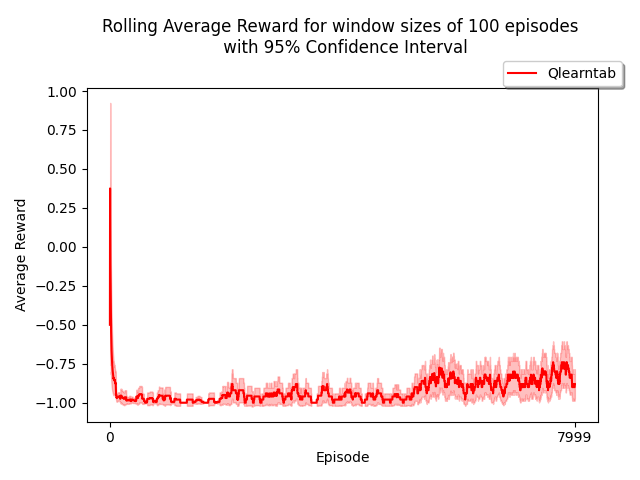 Rolling Average Reward for window sizes of 100 episodes
with 95% Confidence Interval
Qlearntab
1.00
0.75
0.50
0.25
0.00
−0.25
−0.50
−0.75
−1.00
Average Reward
0
7999
Episode